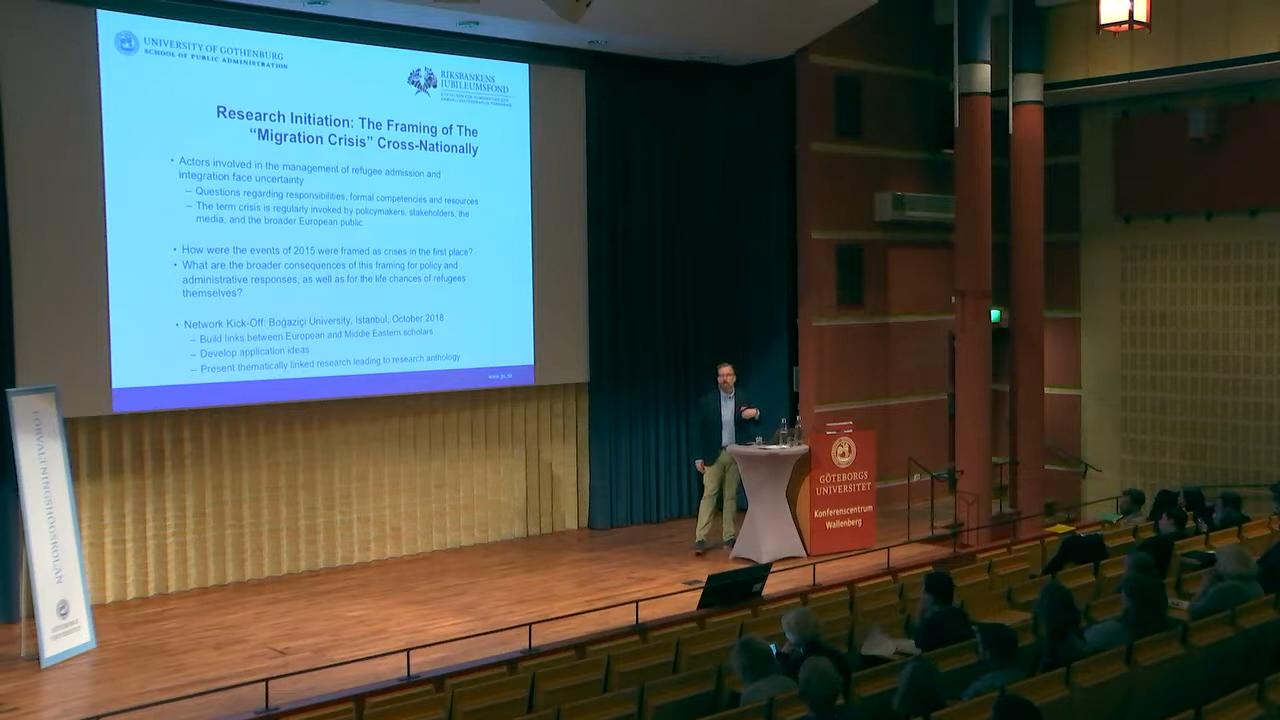 UNIVERSITY OF GOTHENBURG
SCHOOL OF PUBLIC ADMINISTRATION
RIKSBANKENS
JUBILEUMSFOND
Research Initiation: The Framing of The
“Migration Crisis” Cross-Nationally
• Actors involved in the management of refugee admission and
integration face uncertainty
– Questions regarding responsibilities, formal competencies and resources
– The term crisis is regularly invoked by policymakers, stakeholders, the
media, and the broader European public
• How were the events of 2015 were framed as crises in the first place?
• What are the broader consequences of this framing for policy and
administrative responses, as well as for the life chances of refugees
themselves?
• Network Kick-Off: Boğaziçi University, Istanbul, October 2018
– Build links between European and Middle Eastern scholars
– Develop application ideas
– Present thematically linked research leading to research anthology
www.gu.se
FÖRVALTNINGSHÖGSKOLAN
GÖTEBORGS
UNIVERSITET
GÖTEBORGS
UNIVERSITET
Konferenscentrum
Wallenberg